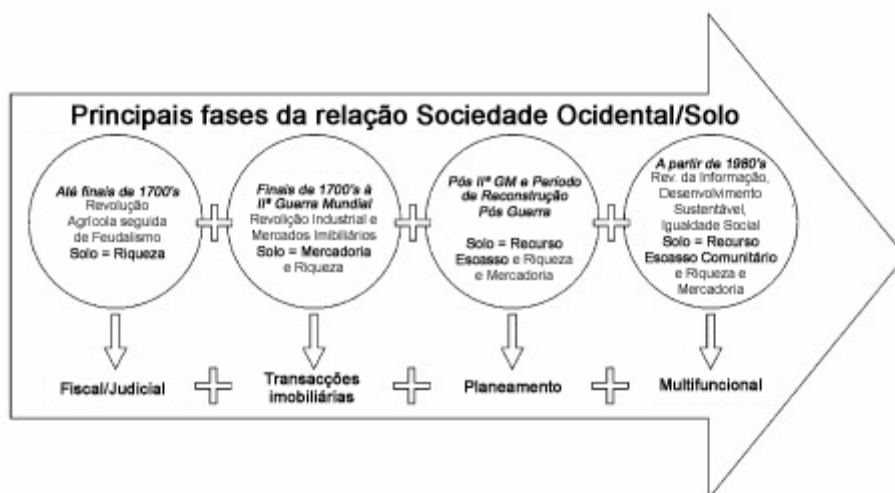 Principais fases da relação Sociedade Ocidental/Solo
Até finais de 1700's
Revolução
Agrícola seguida
de Feudalismo
Solo = Riqueza
Finais de 1700's à
IIª Guerra Mundial
Revolição Industrial e
Mercados Imibiliários
Solo = Mercadoria
e Riqueza
Pós IIª GM e Período
de Reconstrução
Pós Guerra
Solo = Recurso
Escasso e Riqueza
e Mercadoria
A partir de 1980's
Rev. da Informação,
Desenvolvimento
Sustentável,
Igualdade Social
Solo = Recurso
Escasso Comunitário
e Riqueza e
Mercadoria
Fiscal/Judicial
Transacções
imobiliárias
Planeamento
Multifuncional